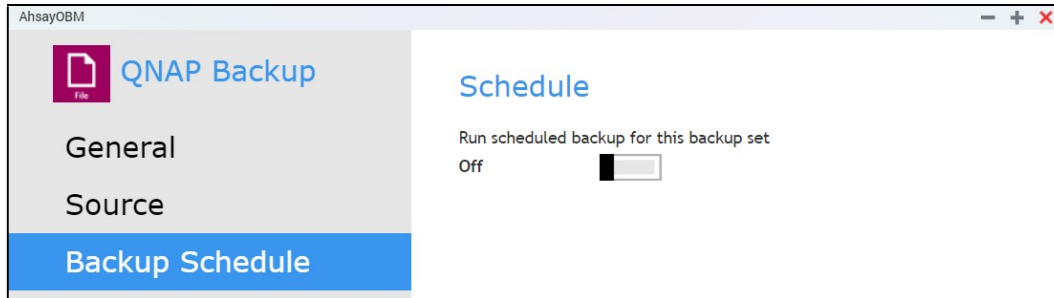 AhsayOBM
QNAP Backup
File
General
Source
Backup Schedule
Schedule
Run scheduled backup for this backup set
Off